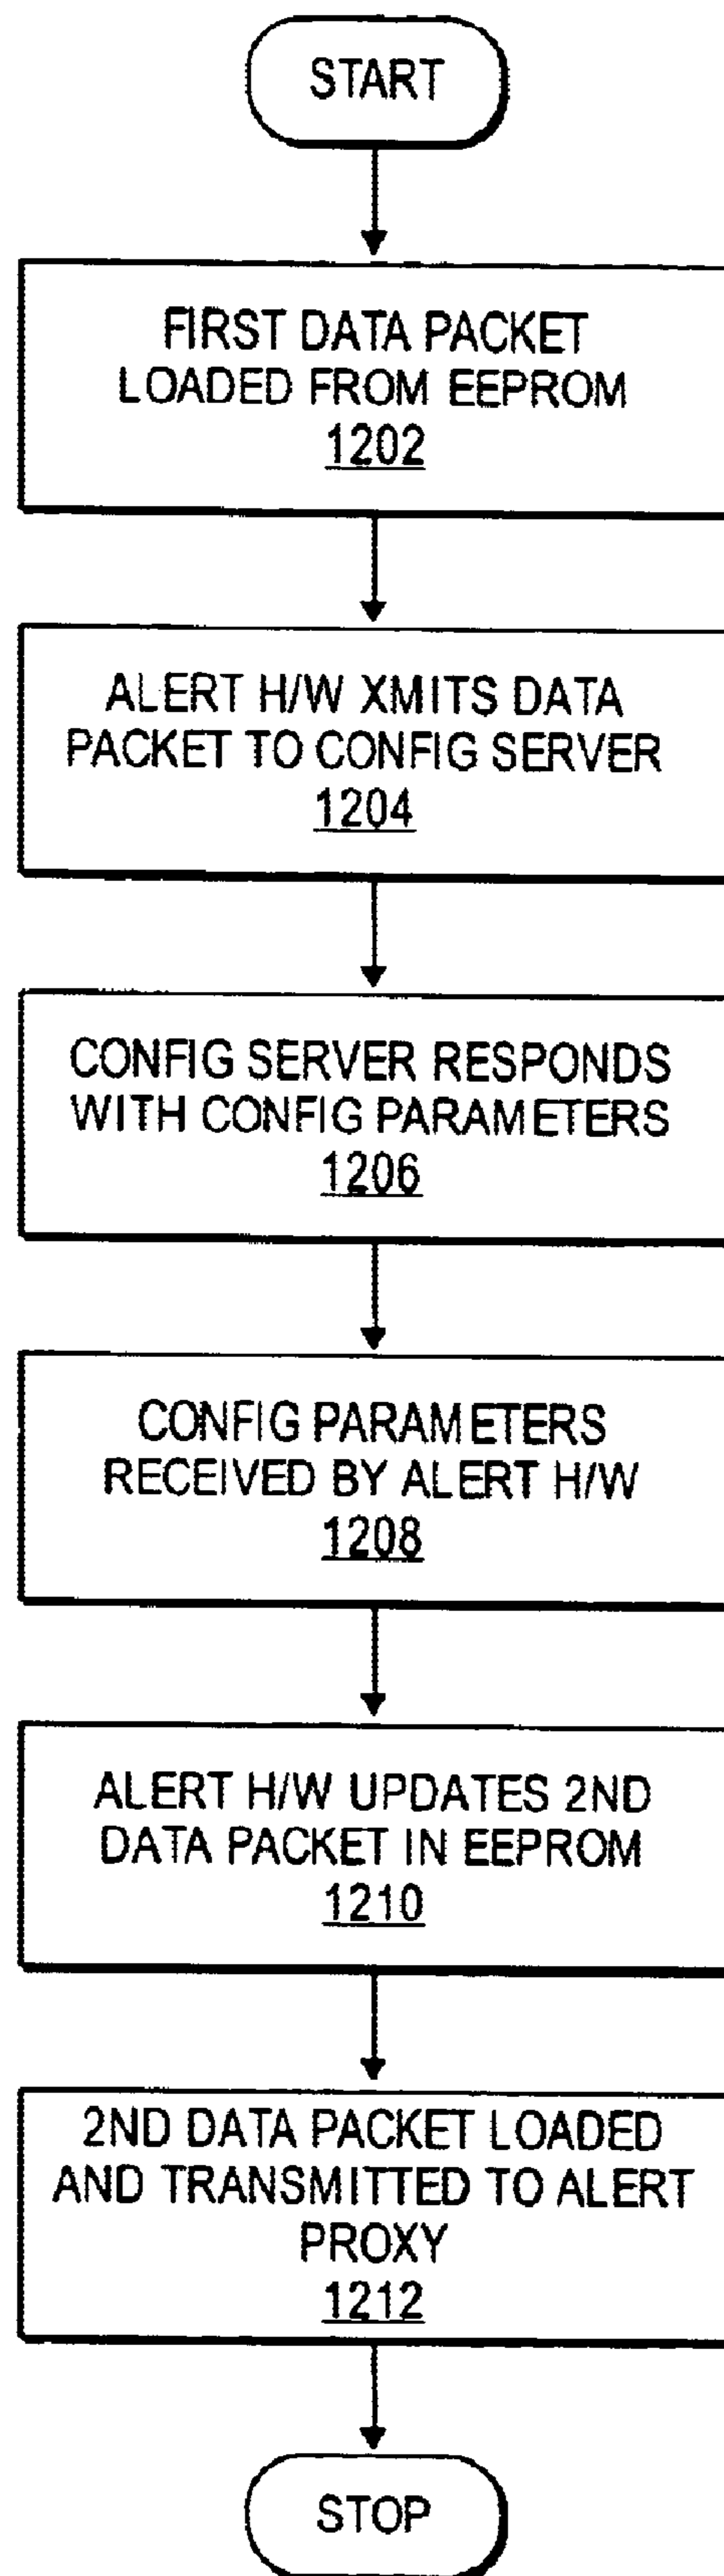 START
FIRST DATA PACKET
LOADED FROM EEPROM
1202
ALERT H/W XMITS DATA
PACKET TO CONFIG SERVER
1204
CONFIG SERVER RESPONDS
WITH CONFIG PARAMETERS
1206
CONFIG PARAMETERS
RECEIVED BY ALERT H/W
1208
ALERT H/W UPDATES 2ND
DATA PACKET IN EEPROM
1210
2ND DATA PACKET LOADED
AND TRANSMITTED TO ALERT
PROXY
1212
STOP